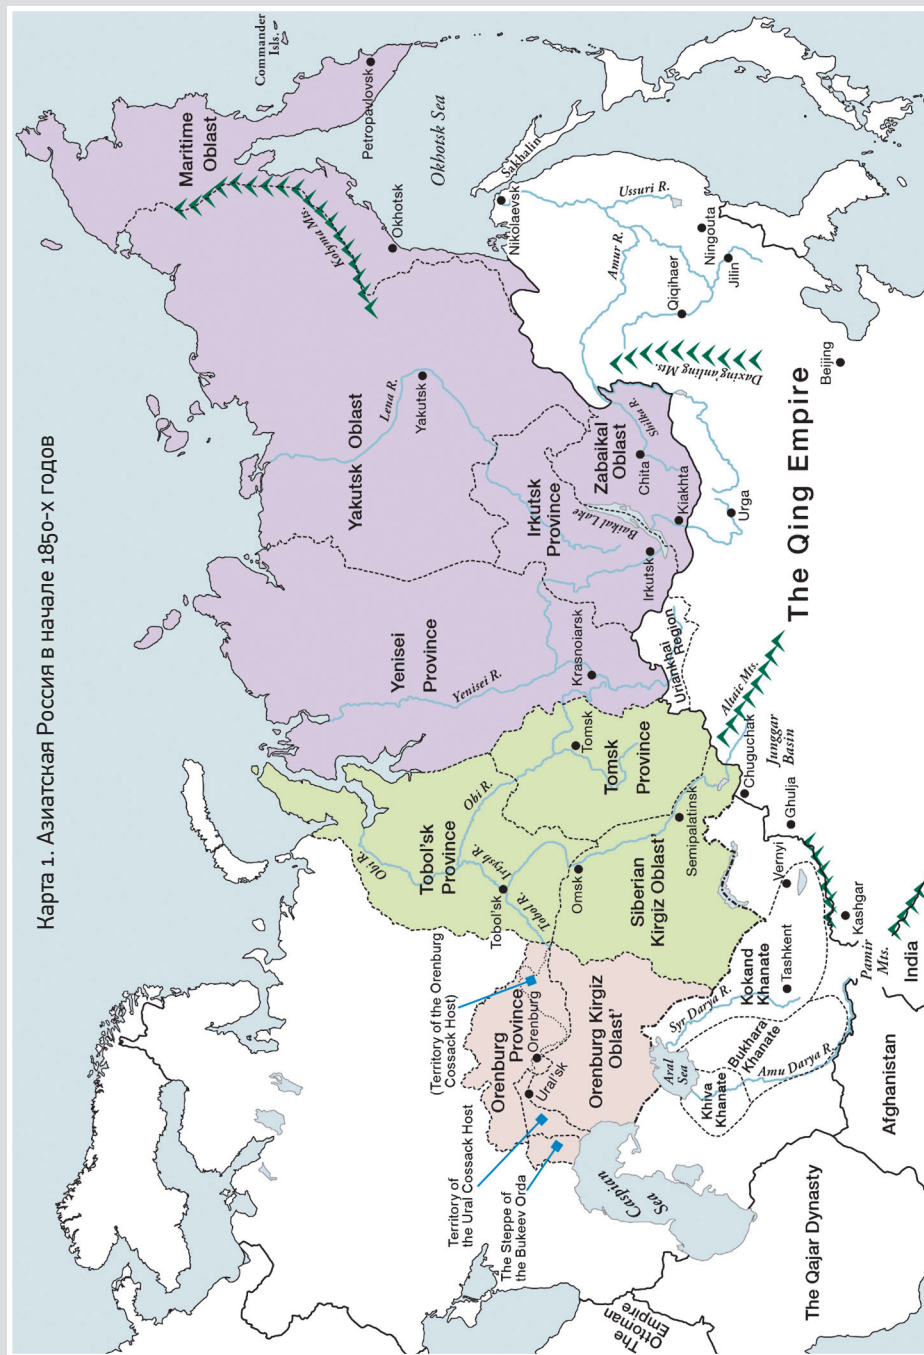 Карта 1. Азиатская Россия в начале 1850-х годов
Commander
Isls.
Maritime
Oblast
Petropavlovsk
Okhotsk Sea
Kolyma Mts.
Okhotsk
Sakhalin
Nikolaevsk
Ussuri R.
Amur R.
Ningouta
Jilin
Qiqihaer
Daxing'anling Mts.
Beijing
Yakutsk Oblast
Lena R.
Yakutsk
Irkutsk
Province
Zabaikal
Oblast
Shilka R.
Chita
Baikal Lake
Kiakhta
Irkutsk
Urga
The Qing Empire
Yenisei
Province
Yenisei R.
Krasnoiarsk
Uriankhai
Region
Altaic Mts.
Obi R.
Tobol'sk
Province
Obi R.
Tomsk
Tomsk
Province
Irtysh R
Tobol'sk
Tobol R.
Omsk
Semipalatinsk
Siberian
Kirgiz Oblast'
Chuguchak
Junggar
Basin
Ghulja
Vernyi
Kashgar
Pamir
Mts.
India
(Territory of the Orenburg
Cossack Host)
Orenburg
Province
Orenburg
Ural'sk
Orenburg Kirgiz
Oblast'
Territory of
the Ural Cossack Host
The Steppe of
the Bukeev Orda
Syr Darya R.
Kokand
Khanate
Tashkent
Aral
Sea
Bukhara
Khanate
Khiva
Khanate
Amu Darya R.
Caspian
Sea
Afghanistan
The Qajar Dynasty
The
Ottoman
Empire